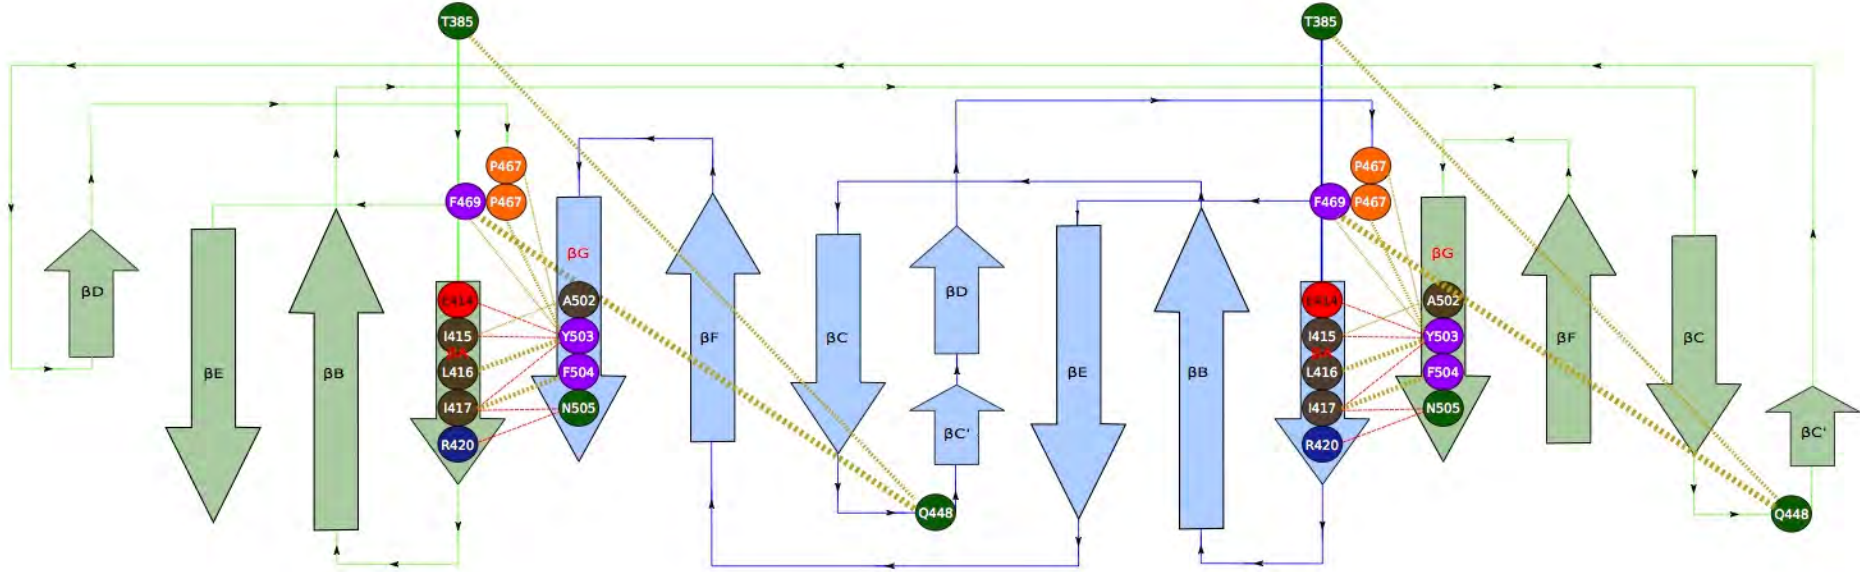 T385 T385
P467 P467
F469 P467 F469 P467
βG βG
βD βD
E414 A502 E414 A502
I415 Y503 βF βC I415 Y503 βF βC
βA βA
βE βB L416 F504 βE βB L416 F504
I417 N505 I417 N505
βC' βC'
R420 R420
Q448 Q448